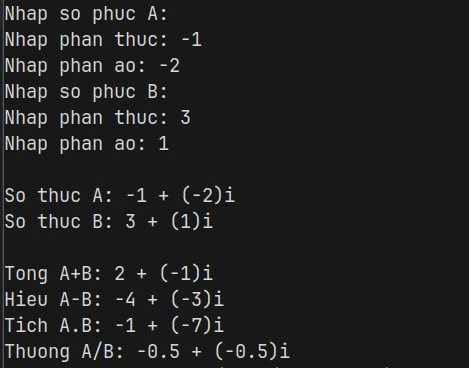 Nhap so phuc A:
Nhap phan thuc: -1
Nhap phan ao: -2
Nhap so phuc B:
Nhap phan thuc: 3
Nhap phan ao: 1
So thuc A: -1 + (-2)i
So thuc B: 3 + (1)i
Tong A+B: 2 + (-1)i
Hieu A-B: -4 + (-3)i
Tich A.B: -1 + (-7)i
Thuong A/B: -0.5 + (-0.5)i